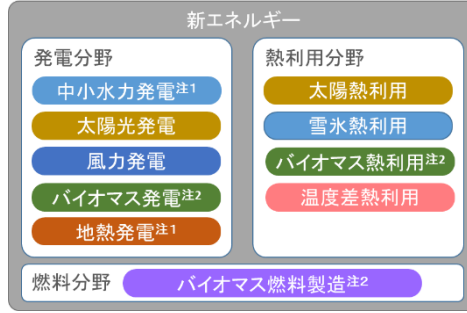 新エネルギー
発電分野
中小水力発電注1
太陽光発電
風力発電
バイオマス発電注2
地熱発電注1
熱利用分野
太陽熱利用
雪氷熱利用
バイオマス熱利用注2
温度差熱利用
燃料分野
バイオマス燃料製造注2